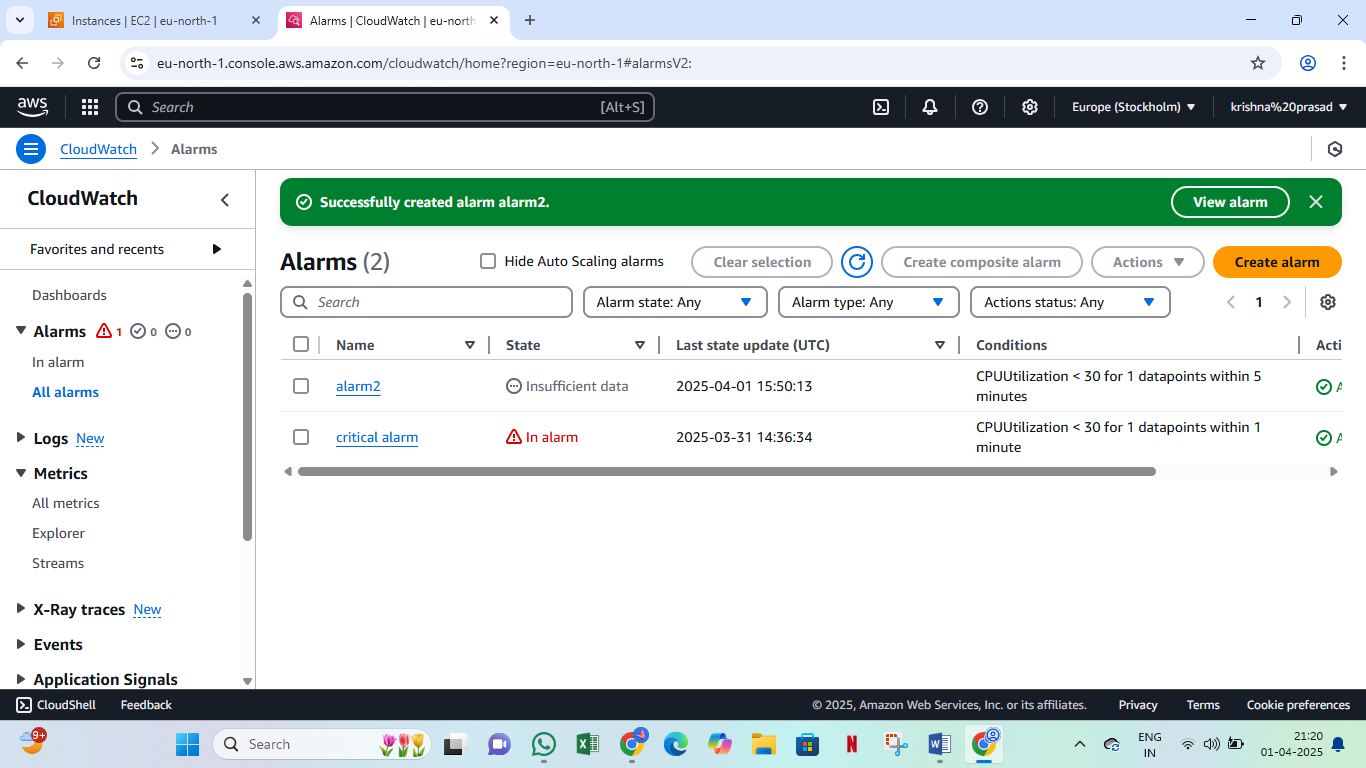 Instances | EC2 | eu-north-1
Alarms | CloudWatch | eu-north
eu-north-1.console.aws.amazon.com/cloudwatch/home?region=eu-north-1#alarmsV2:
aws
Search
[Alt+S]
Europe (Stockholm)
krishna%20prasad
CloudWatch
Alarms
CloudWatch
Favorites and recents
Dashboards
Alarms 1 0 0
In alarm
All alarms
Logs New
Metrics
All metrics
Explorer
Streams
X-Ray traces New
Events
Application Signals
Successfully created alarm alarm2.
View alarm
Alarms (2)
Hide Auto Scaling alarms
Clear selection
Create composite alarm
Actions
Create alarm
Search
Alarm state: Any
Alarm type: Any
Actions status: Any
1
Name
State
Last state update (UTC)
Conditions
Acti
alarm2
Insufficient data
2025-04-01 15:50:13
CPUUtilization < 30 for 1 datapoints within 5
minutes
A
critical alarm
In alarm
2025-03-31 14:36:34
CPUUtilization < 30 for 1 datapoints within 1
minute
A
CloudShell
Feedback
© 2025, Amazon Web Services, Inc. or its affiliates.
Privacy
Terms
Cookie preferences
9+
Search
ENG
IN
21:20
01-04-2025